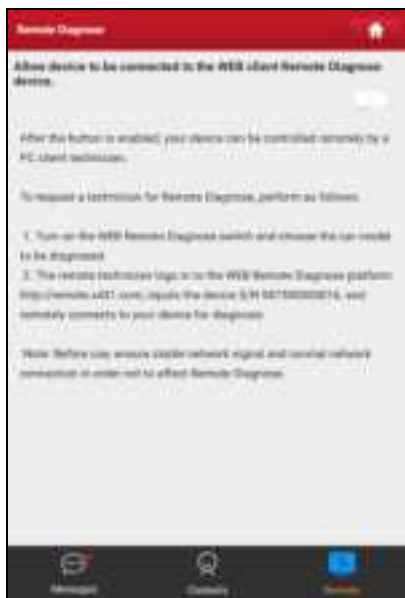 Remote Diagnose
Allow device to be connected to the WEB client Remote Diagnose
device.
After the button is enabled, your device can be controlled remotely by a
PC client technician.
To request a technician for Remote Diagnose, perform as follows:
1. Turn on the WEB Remote Diagnose switch and choose the car model
to be diagnosed.
2. The remote technician logs in to the WEB Remote Diagnose platform
inputs the device S/N and
remotely connects to your device for diagnose.
Note: Before use, ensure stable network signal and normal network
connection in order not to affect Remote Diagnose.
Messages
Contacts
Remote